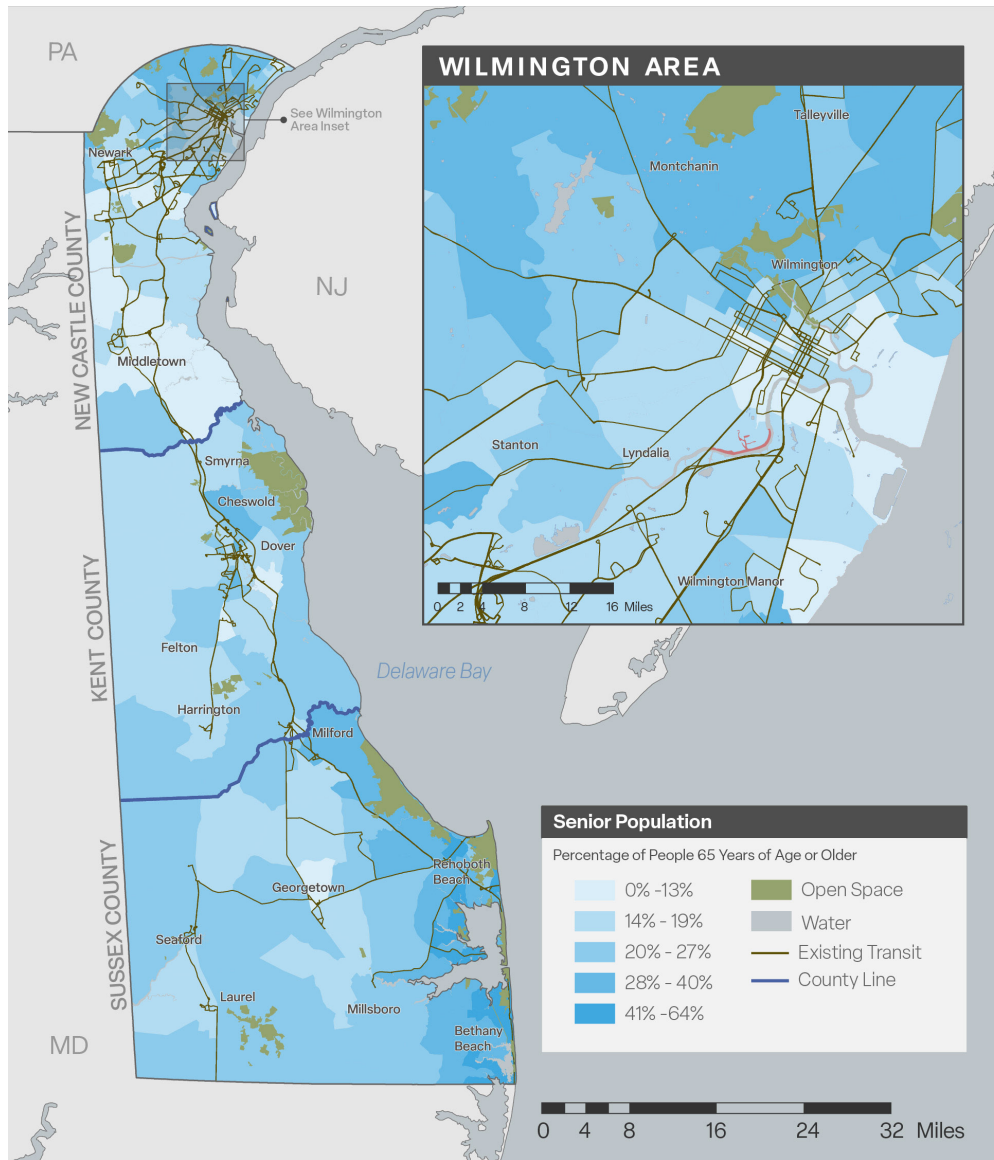 PA
WILMINGTON AREA
See Wilmington
Area Inset
Talleyville
Newark
Montchanin
NEW CASTLE COUNTY
Wilmington
NJ
Middletown
Stanton
Lyndalia
Smyrna
Cheswold
Dover
Wilmington Manor
0 2 4 8 12 16 Miles
KENT COUNTY
Felton
Delaware Bay
Harrington
Milford
SUSSEX COUNTY
Rehoboth
Beach
Georgetown
Seaford
Laurel
Millsboro
Bethany
Beach
MD
Senior Population
Percentage of People 65 Years of Age or Older
0% -13%
14% - 19%
20% - 27%
28% - 40%
41% -64%
Open Space
Water
Existing Transit
County Line
0 4 8 16 24 32 Miles